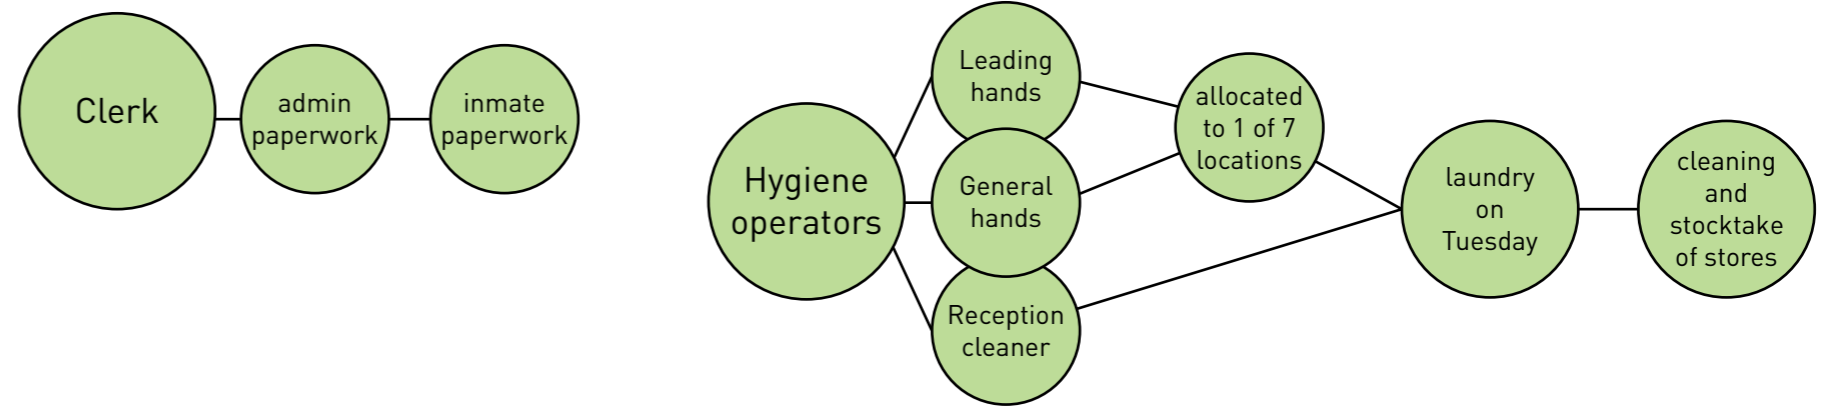 Clerk
admin
paperwork
inmate
paperwork
Hygiene
operators
Leading
hands
General
hands
Reception
cleaner
allocated
to 1 of 7
locations
laundry
on
Tuesday
cleaning
and
stocktake
of stores